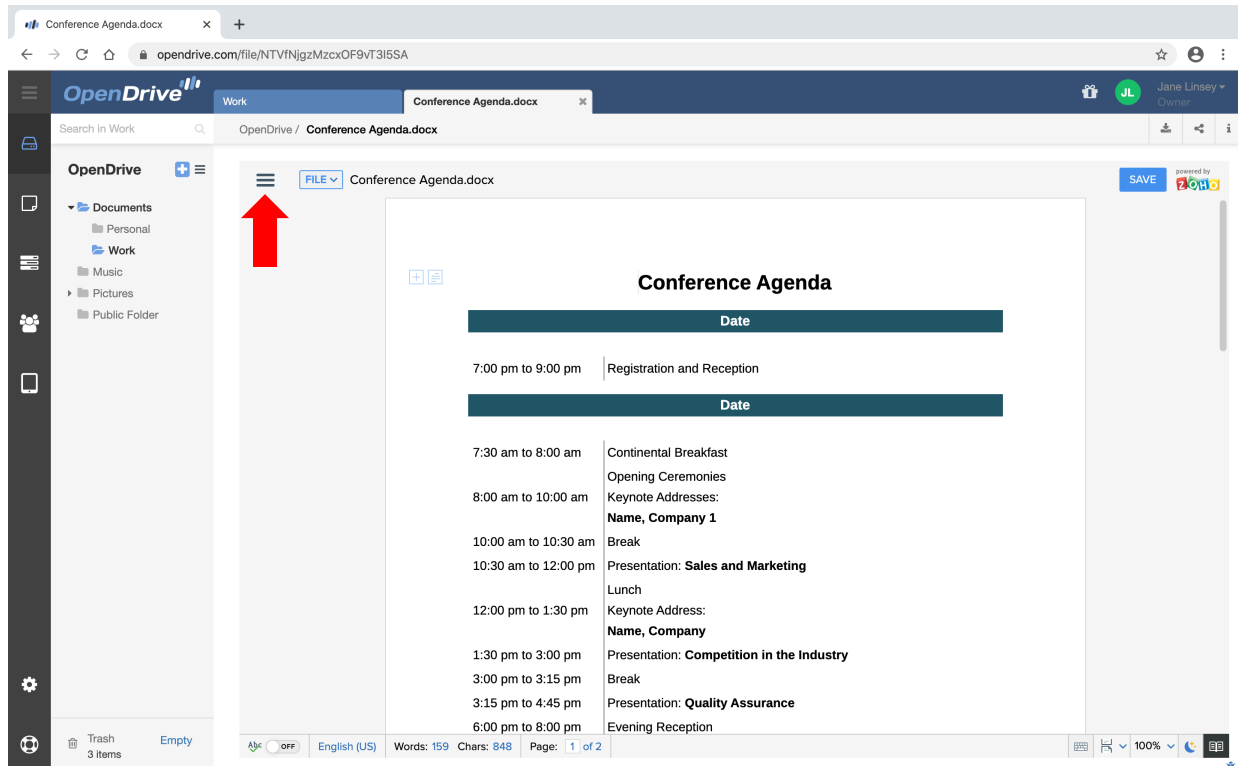 Conference Agenda.docx
opendrive.com/file/NTVfNjgzMzcxOF9vT3I5SA
OpenDrive
Work
Conference Agenda.docx
JL
Jane Linsey
Owner
Search in Work
OpenDrive / Conference Agenda.docx
OpenDrive
Documents
Personal
Work
Music
Pictures
Public Folder
Trash
3 items
Empty
FILE
Conference Agenda.docx
SAVE
powered by
ZOHO
Conference Agenda
Date
7:00 pm to 9:00 pm Registration and Reception
Date
7:30 am to 8:00 am Continental Breakfast
Opening Ceremonies
8:00 am to 10:00 am Keynote Addresses:
Name, Company 1
10:00 am to 10:30 am Break
10:30 am to 12:00 pm Presentation: Sales and Marketing
Lunch
12:00 pm to 1:30 pm Keynote Address:
Name, Company
1:30 pm to 3:00 pm Presentation: Competition in the Industry
3:00 pm to 3:15 pm Break
3:15 pm to 4:45 pm Presentation: Quality Assurance
6:00 pm to 8:00 pm Evening Reception
Abc OFF English (US) Words: 159 Chars: 848 Page: 1 of 2 100%